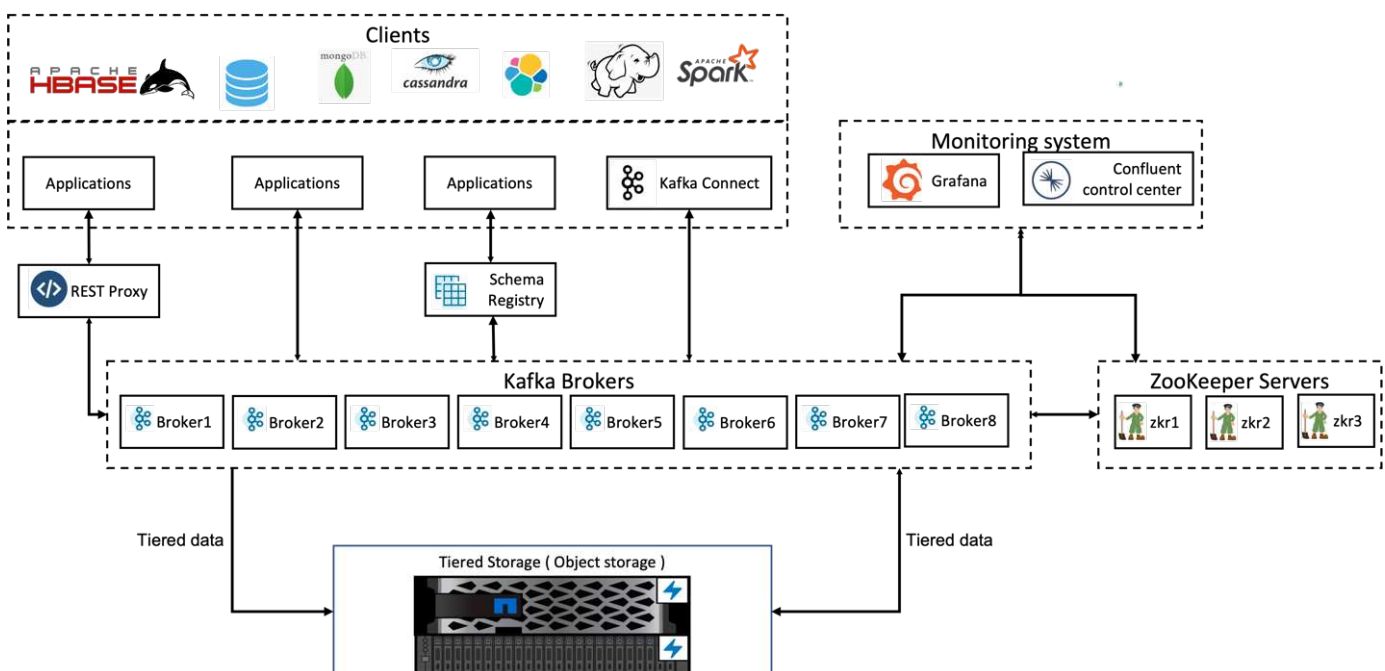 Clients
APACHE
HBASE
mongoDB
cassandra
APACHE
Spark
Applications
Applications
Applications
Kafka Connect
Monitoring system
Grafana
Confluent
control center
</> REST Proxy
Schema
Registry
Kafka Brokers
Broker1
Broker2
Broker3
Broker4
Broker5
Broker6
Broker7
Broker8
ZooKeeper Servers
zkr1
zkr2
zkr3
Tiered data
Tiered data
Tiered Storage ( Object storage )